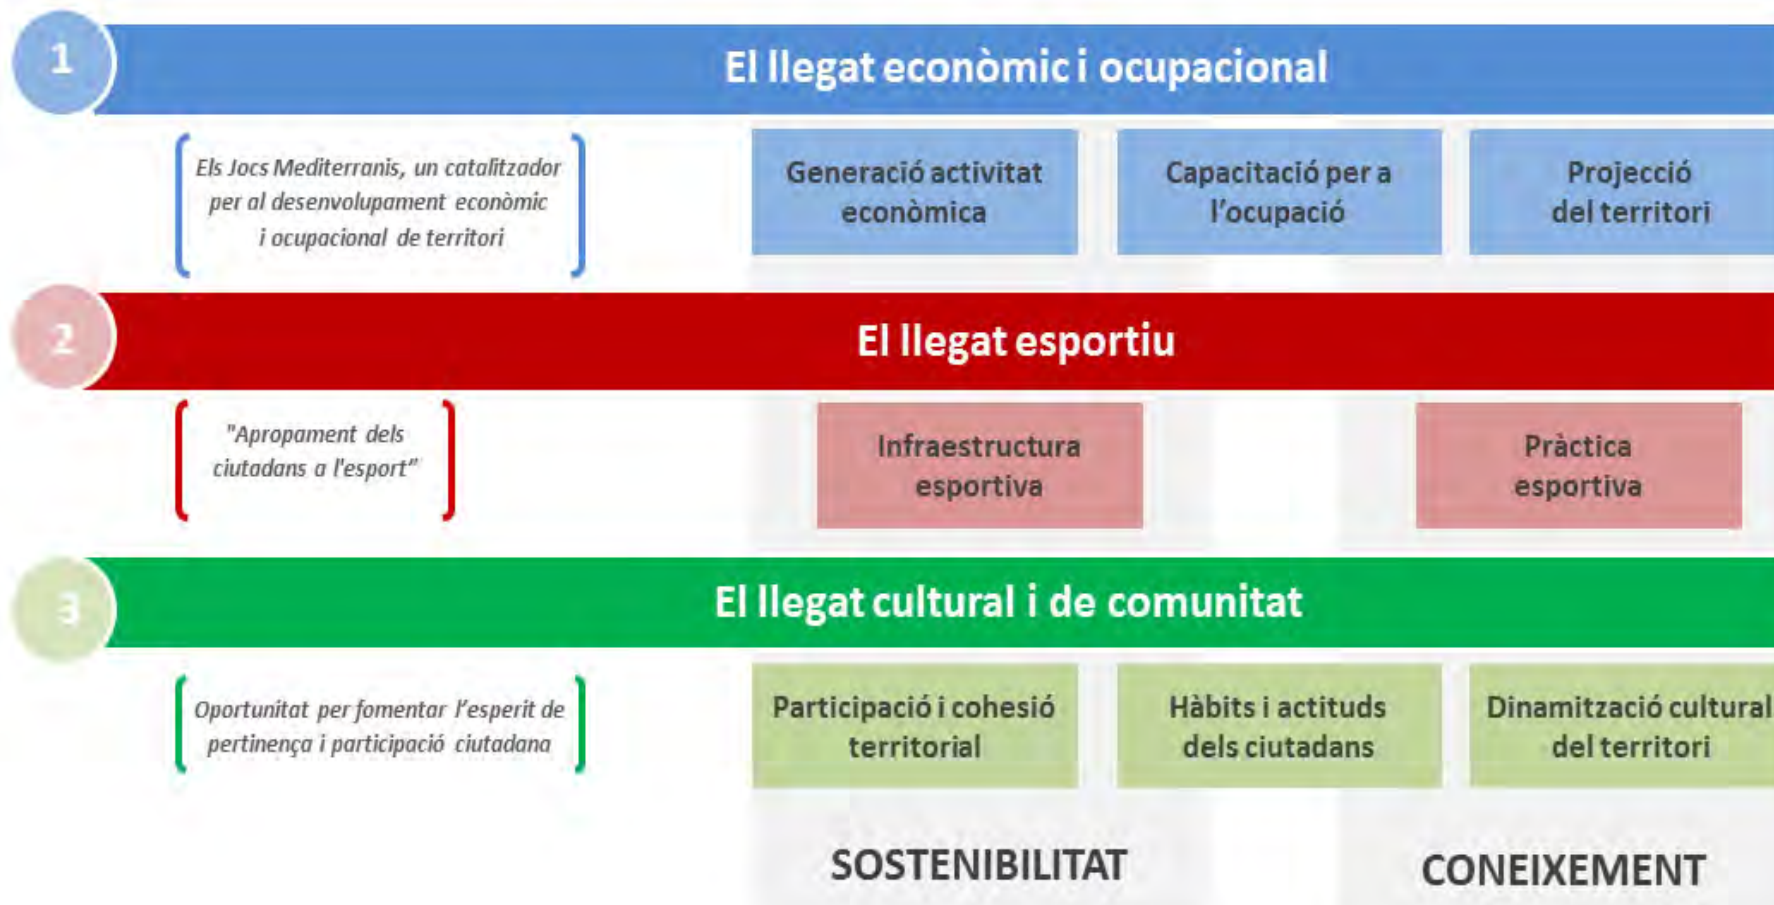 1
El llegat econòmic i ocupacional
Els Jocs Mediterranis, un catalitzador
per al desenvolupament econòmic
i ocupacional de territori
Generació activitat
econòmica
Capacitació per a
l'ocupació
Projecció
del territori
2
El llegat esportiu
"Apropament dels
ciutadans a l'esport”
Infraestructura
esportiva
Pràctica
esportiva
3
El llegat cultural i de comunitat
Oportunitat per fomentar l’esperit de
pertinença i participació ciutadana
Participació i cohesió
territorial
Hàbits i actituds
dels ciutadans
Dinamització cultural
del territori
SOSTENIBILITAT
CONEIXEMENT